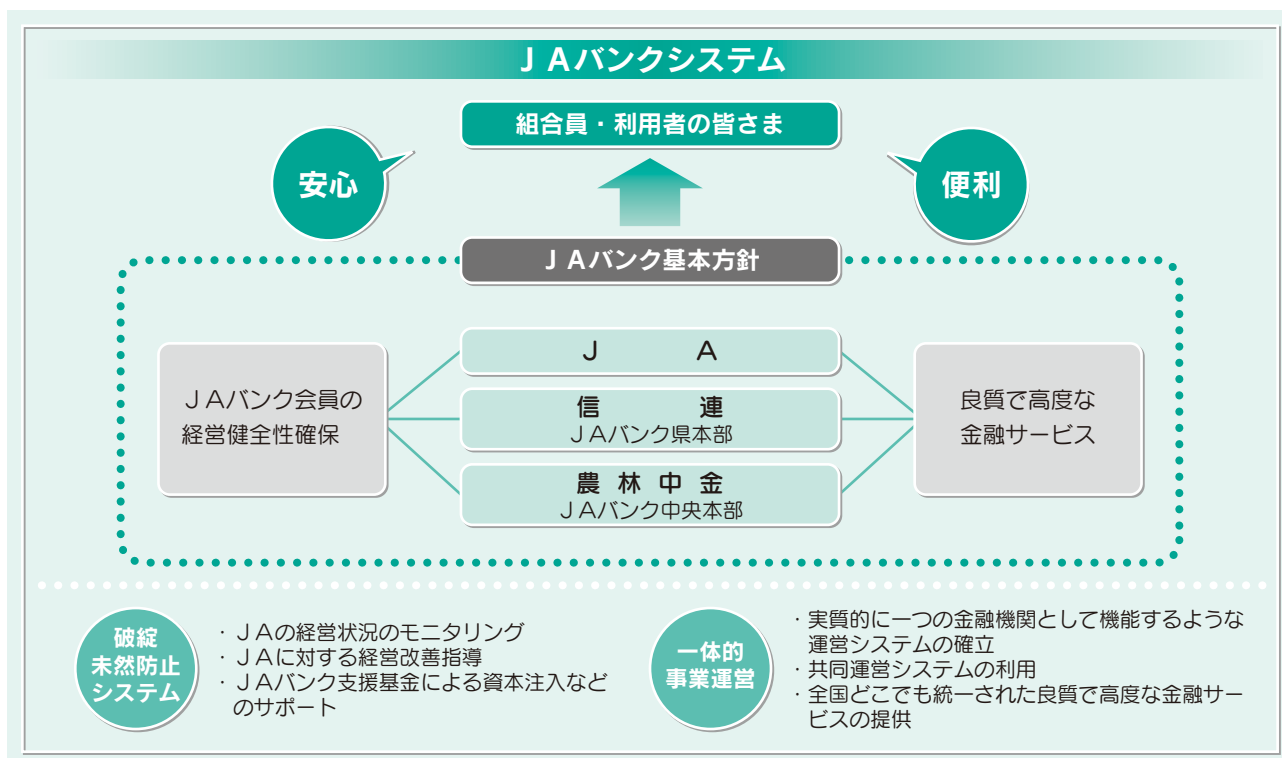 ＪＡバンクシステム
組合員・利用者の皆さま
安心
便利
ＪＡバンク基本方針
ＪＡバンク会員の
経営健全性確保
Ｊ　Ａ
信　連
ＪＡバンク県本部
農 林 中 金
ＪＡバンク中央本部
良質で高度な
金融サービス
破綻
未然防止
システム
・ＪＡの経営状況のモニタリング
・ＪＡに対する経営改善指導
・ＪＡバンク支援基金による資本注入など
のサポート
一体的
事業運営
・実質的に一つの金融機関として機能するような
運営システムの確立
・共同運営システムの利用
・全国どこでも統一された良質で高度な金融サー
ビスの提供